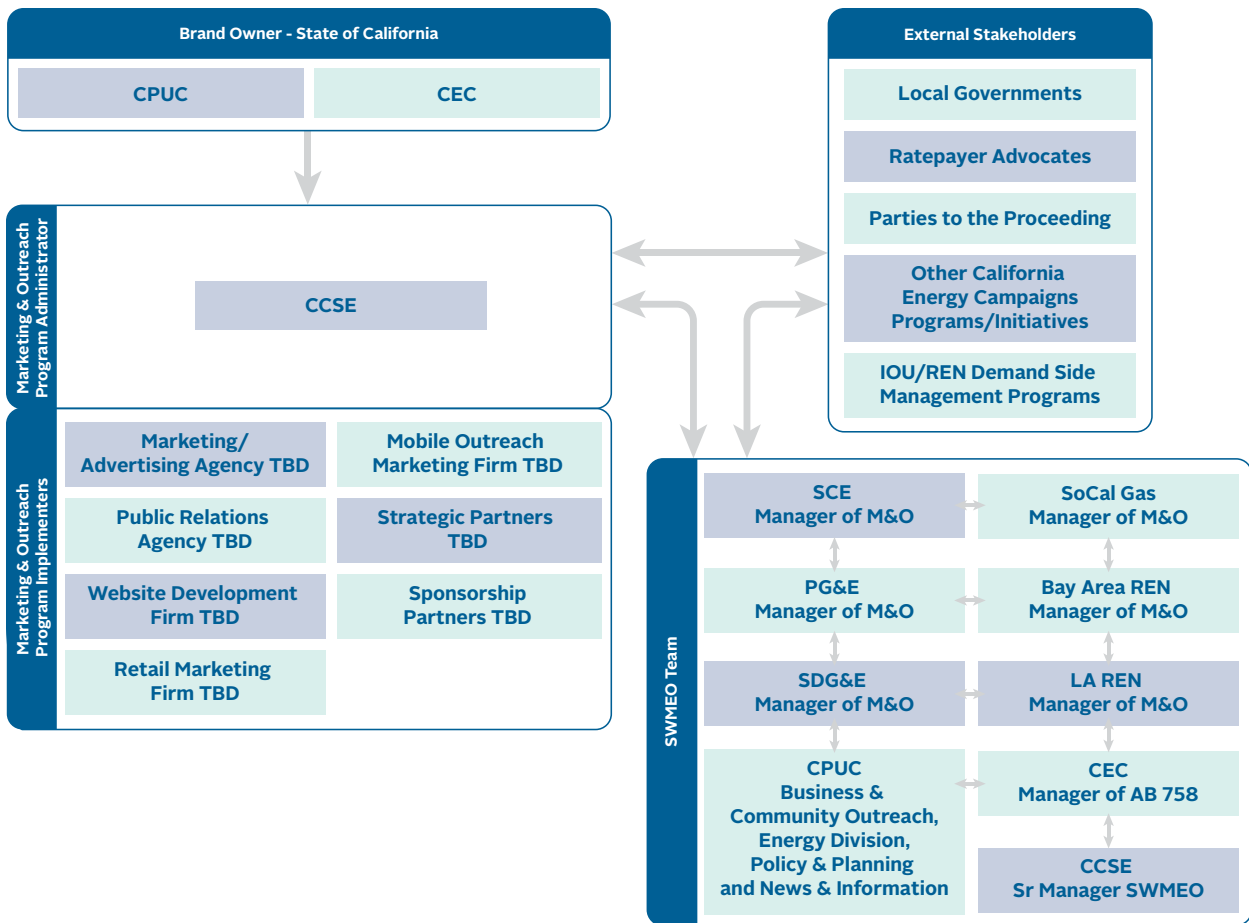 Brand Owner - State of California
CPUC
CEC
External Stakeholders
Local Governments
Ratepayer Advocates
Parties to the Proceeding
Other California
Energy Campaigns
Programs/Initiatives
IOU/REN Demand Side
Management Programs
Marketing & Outreach
Program Administrator
CCSE
Marketing & Outreach
Program Implementers
Marketing/
Advertising Agency TBD
Mobile Outreach
Marketing Firm TBD
Public Relations
Agency TBD
Strategic Partners
TBD
Website Development
Firm TBD
Sponsorship
Partners TBD
Retail Marketing
Firm TBD
SWMEO Team
SCE
Manager of M&O
SoCal Gas
Manager of M&O
PG&E
Manager of M&O
Bay Area REN
Manager of M&O
SDG&E
Manager of M&O
LA REN
Manager of M&O
CPUC
Business &
Community Outreach,
Energy Division,
Policy & Planning
and News & Information
CEC
Manager of AB 758
CCSE
Sr Manager SWMEO